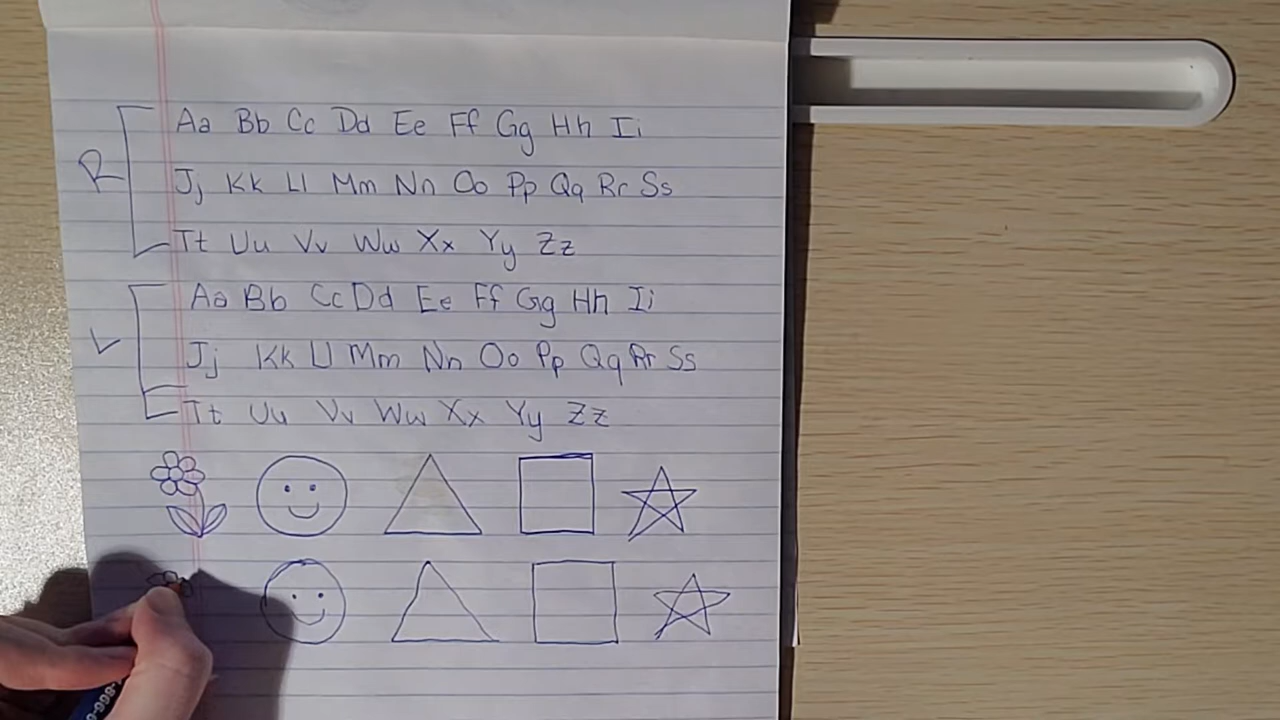 R
Aa Bb Cc Dd Ee Ff Gg Hh Ii
Jj Kk Ll Mm Nn Oo Pp Qq Rr Ss
Tt Uu Vv Ww Xx Yy Zz
L
Aa Bb Cc Dd Ee Ff Gg Hh Ii
Jj Kk Ll Mm Nn Oo Pp Qq Rr Ss
Tt Uu Vv Ww Xx Yy Zz